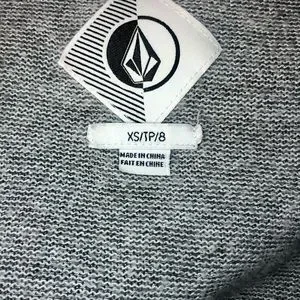 XS/TP/8
MADE IN CHINA
FAIT EN CHINE